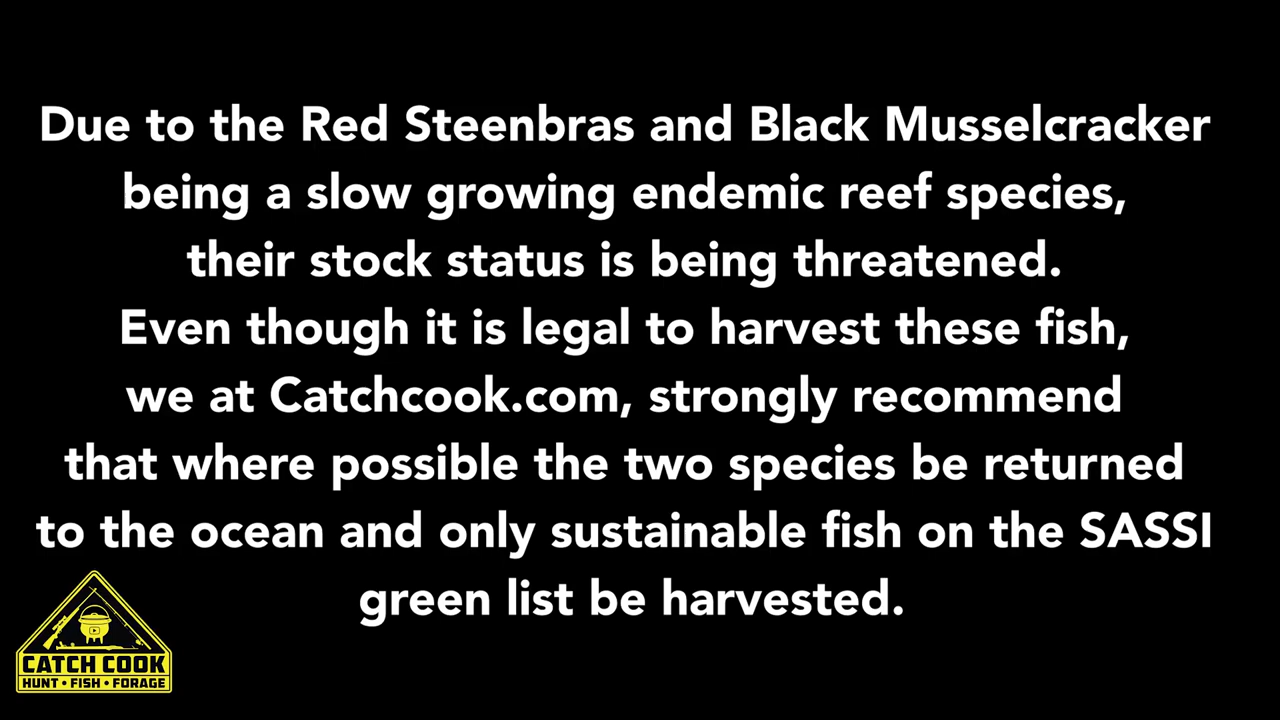 Due to the Red Steenbras and Black Musselcracker
being a slow growing endemic reef species,
their stock status is being threatened.
Even though it is legal to harvest these fish,
we at Catchcook.com, strongly recommend
that where possible the two species be returned
to the ocean and only sustainable fish on the SASSI
green list be harvested.
CATCH COOK
HUNT • FISH • FORAGE